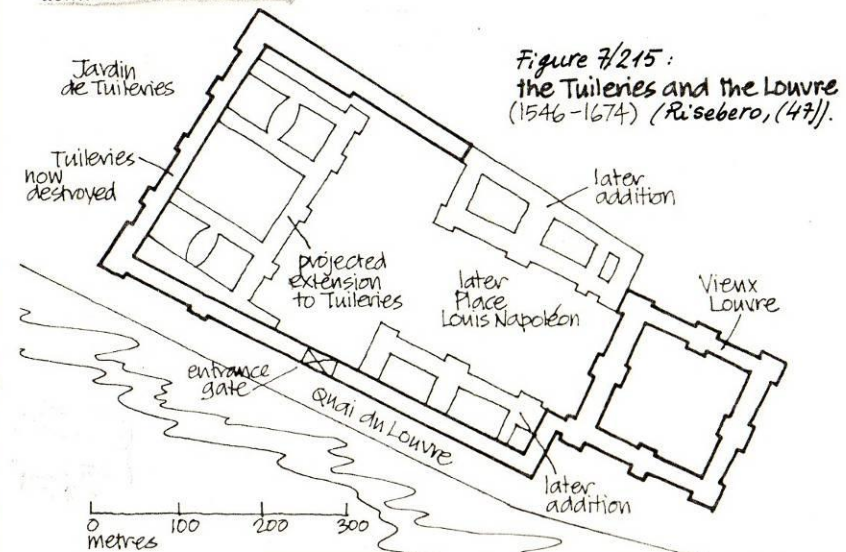 Figure 7/215 :
the Tuileries and the Louvre
(1546-1674) (Risebero, (47)).
Jardin
de Tuileries
Tuileries
now
destroyed
projected
extension
to Tuileries
later
addition
later
Place
Louis Napoléon
Vieux
Louvre
entrance
gate
Quai du Louvre
later
addition
0 100 200 300
metres